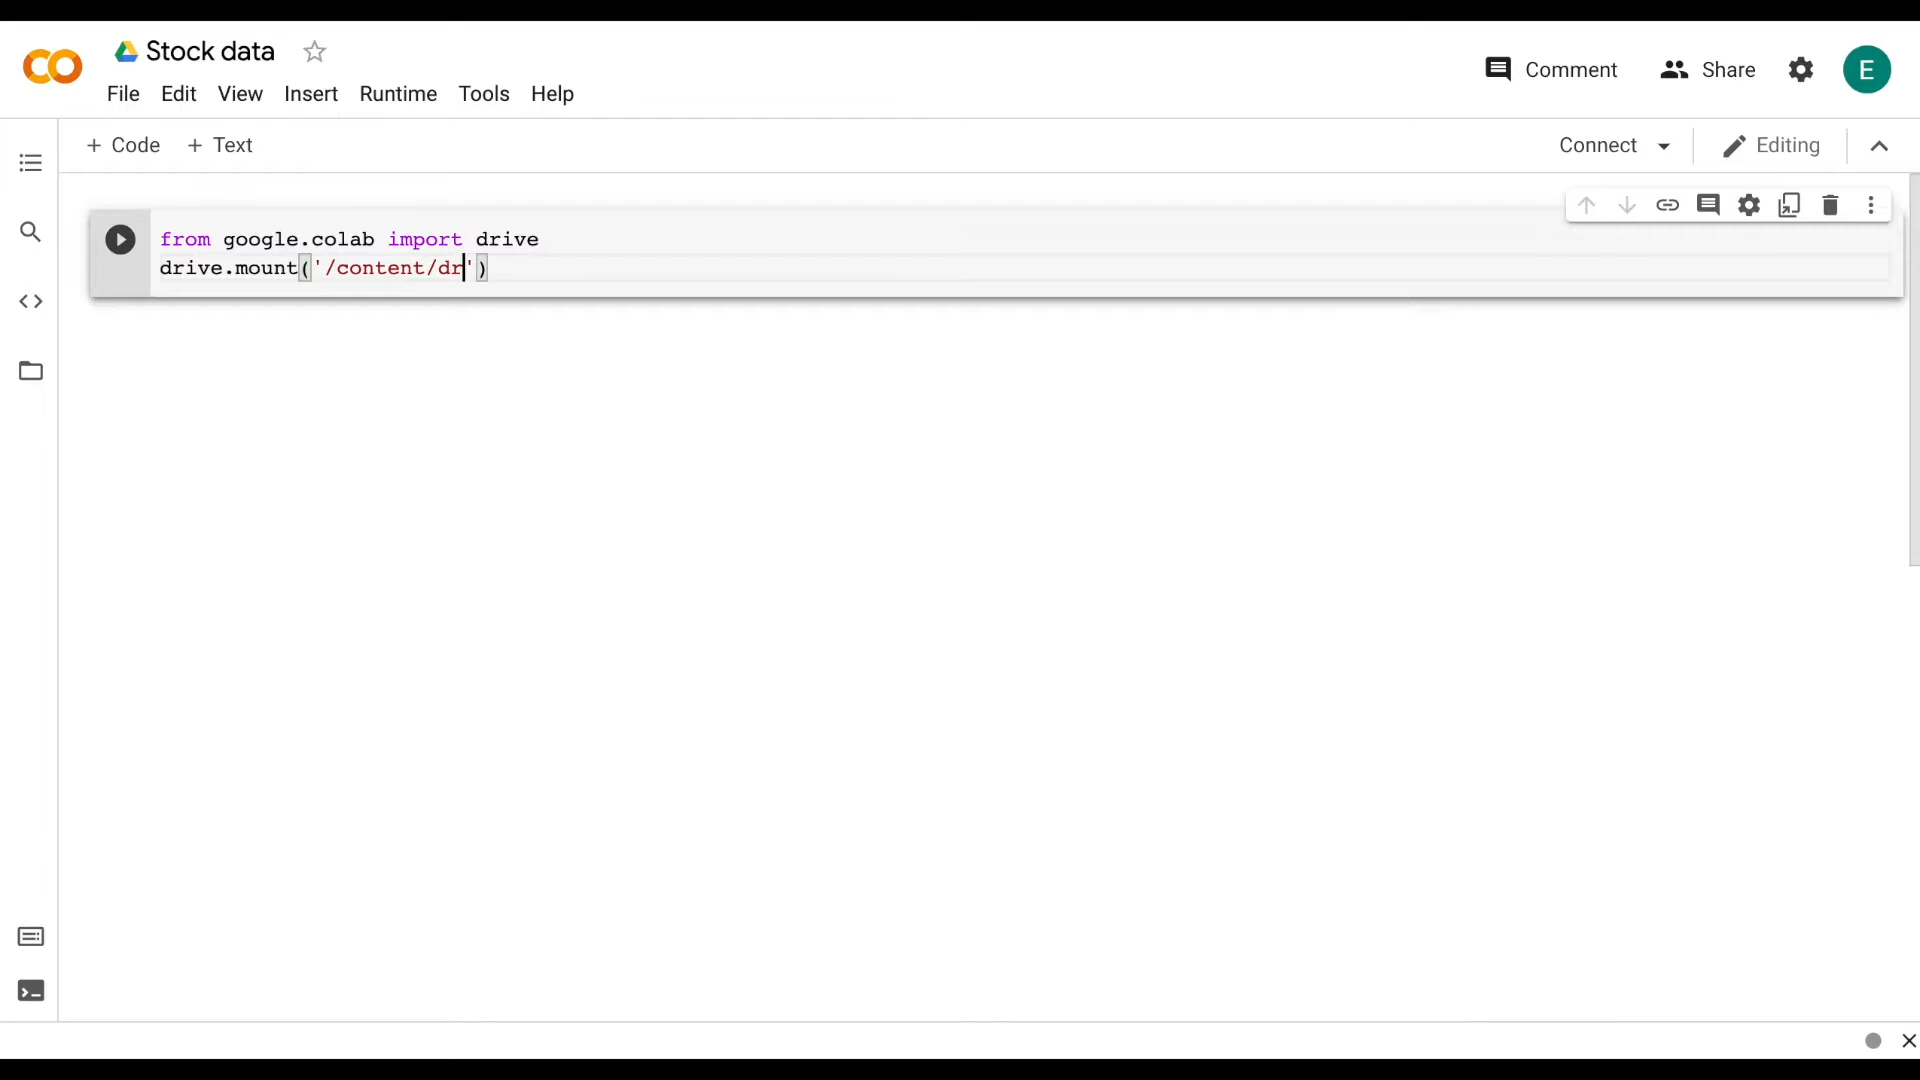 Stock data
File Edit View Insert Runtime Tools Help
Comment Share E
+ Code + Text
Connect Editing
from google.colab import drive
drive.mount('/content/dr')